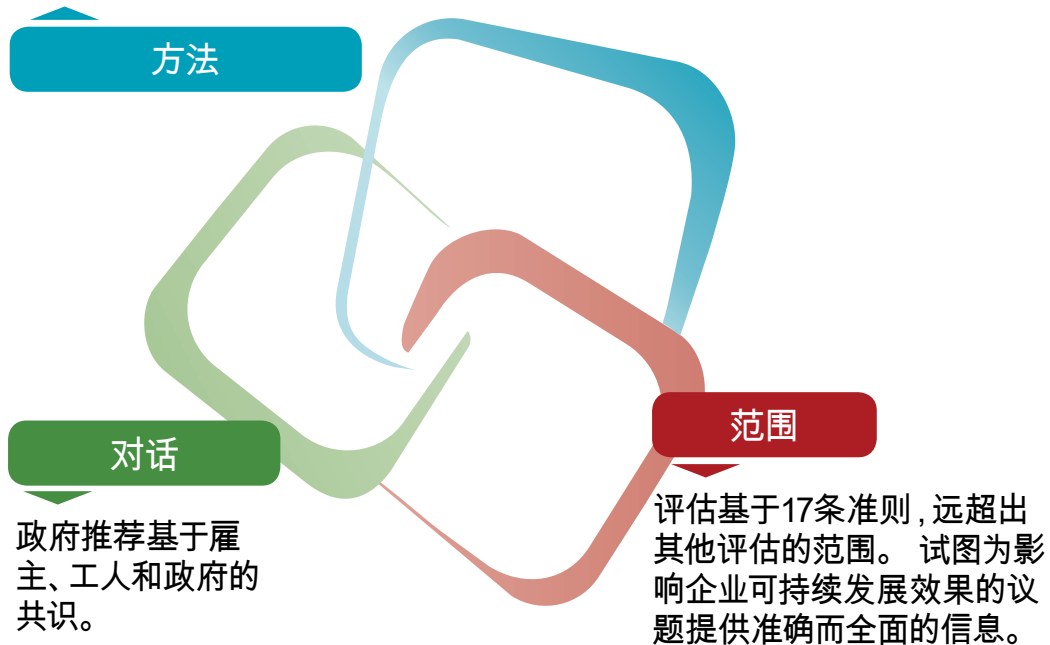 方法
对话
政府推荐基于雇
主、工人和政府的
共识。
范围
评估基于17条准则，远超出
其他评估的范围。 试图为影
响企业可持续发展效果的议
题提供准确而全面的信息。